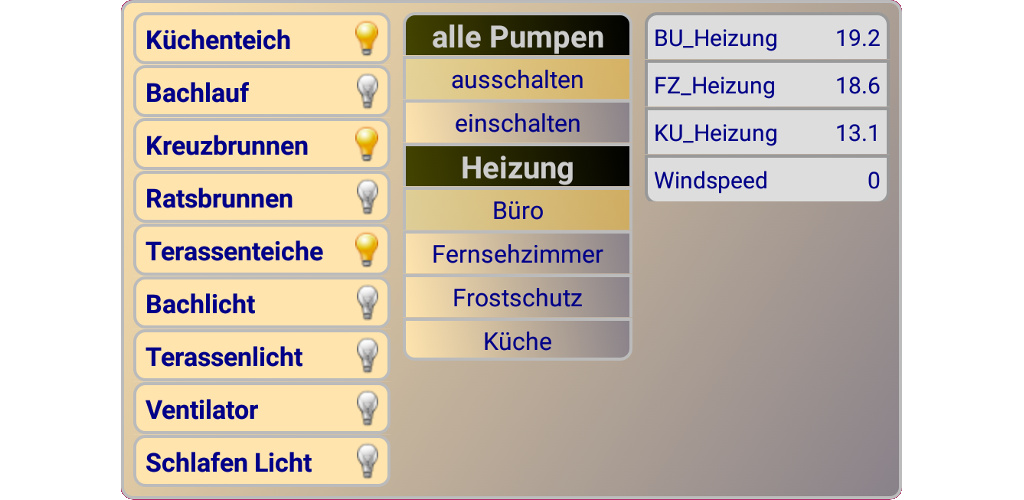 Küchenteich
Bachlauf
Kreuzbrunnen
Ratsbrunnen
Terassenteiche
Bachlicht
Terassenlicht
Ventilator
Schlafen Licht
alle Pumpen
ausschalten
einschalten
Heizung
Büro
Fernsehzimmer
Frostschutz
Küche
BU_Heizung 19.2
FZ_Heizung 18.6
KU_Heizung 13.1
Windspeed 0